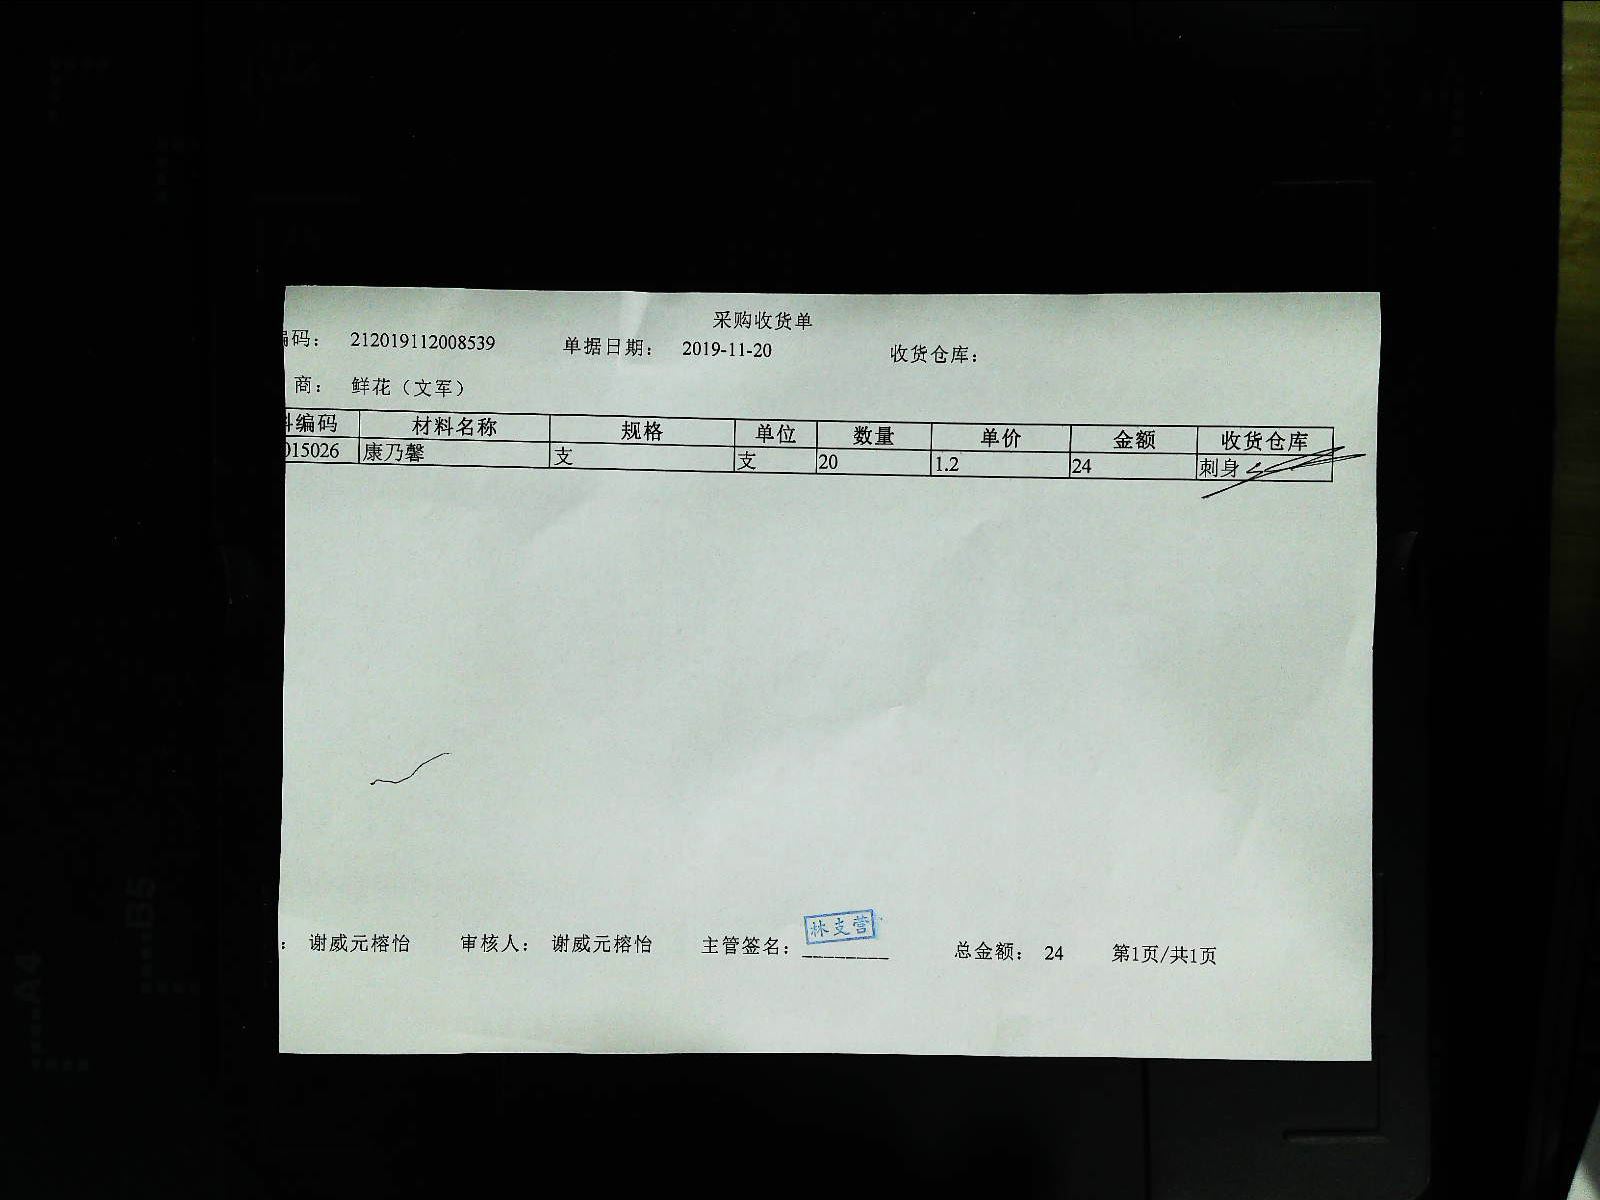 采购收货单
编码： 212019112008539 单据日期： 2019-11-20 收货仓库：
商： 鲜花（文军）
料编码 材料名称 规格 单位 数量 单价 金额 收货仓库
015026 康乃馨 支 支 20 1.2 24 刺身
： 谢威元榕怡 审核人： 谢威元榕怡 主管签名： 林支营 总金额： 24 第1页/共1页
B5
A4